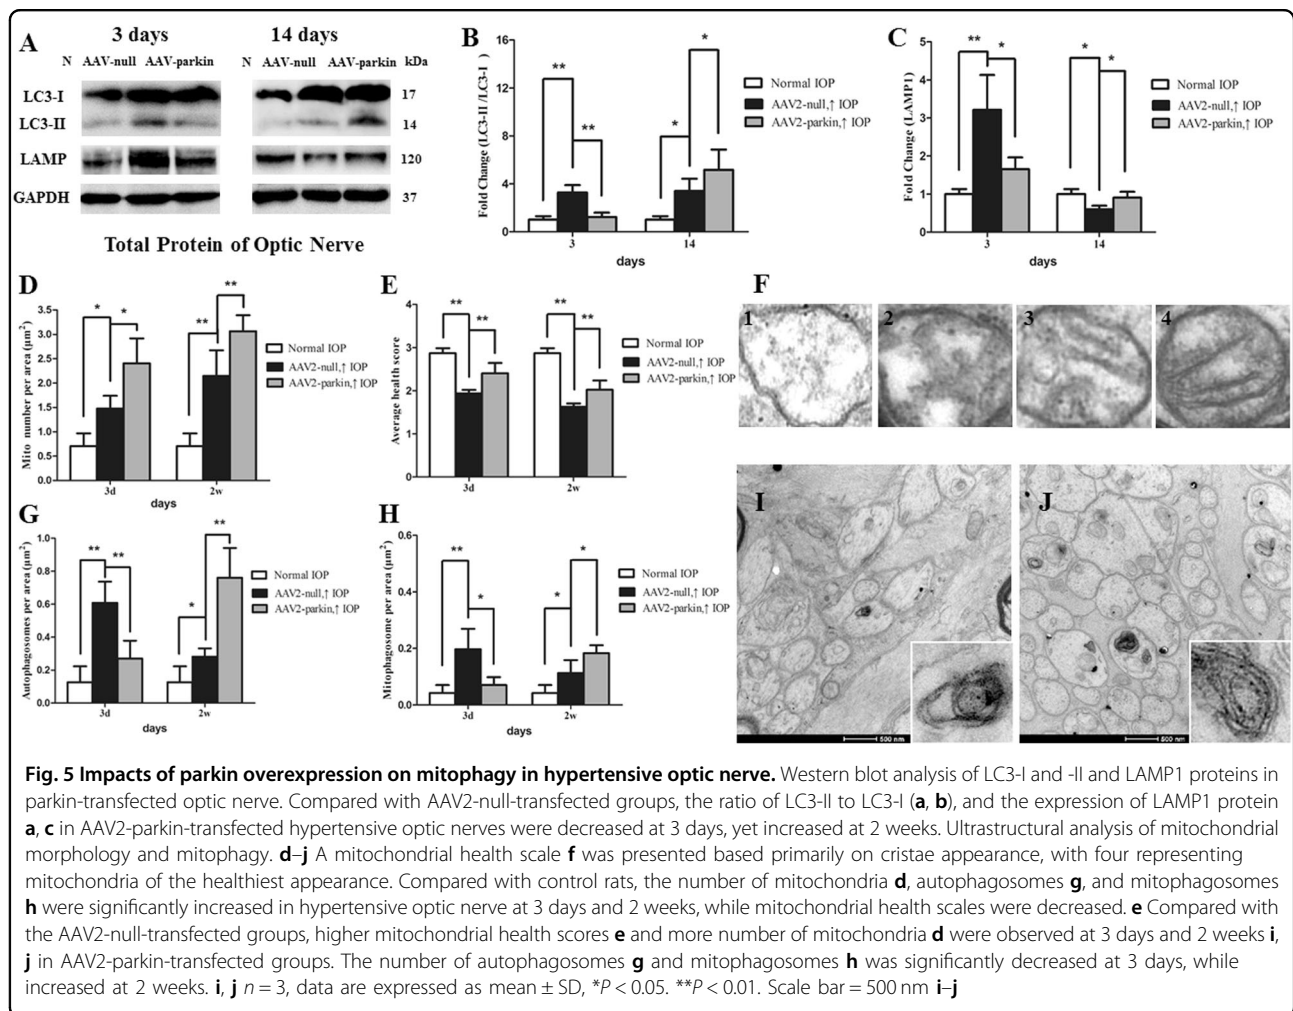 A
3 days
14 days
N AAV-null AAV-parkin
N AAV-null AAV-parkin kDa
LC3-I
17
LC3-II
14
LAMP
120
GAPDH
37
Total Protein of Optic Nerve
B
Fold Change (LC3-II/LC3-I)
16
12
8
4
0
**
**
*
*
3
14
days
Normal IOP
AAV2-null,↑ IOP
AAV2-parkin,↑ IOP
C
Fold Change (LAMP1)
5
4
3
2
1
0
**
*
*
*
3
14
days
Normal IOP
AAV2-null,↑ IOP
AAV2-parkin,↑ IOP
D
Mito number per area (μm²)
3.5
3.0
2.5
2.0
1.5
1.0
0.5
0.0
*
*
**
**
3d
2w
days
Normal IOP
AAV2-null,↑ IOP
AAV2-parkin,↑ IOP
E
Average health score
4
3
2
1
0
**
**
**
**
3d
2w
days
Normal IOP
AAV2-null,↑ IOP
AAV2-parkin,↑ IOP
F
1
2
3
4
G
Autophagosomes per area (μm²)
1.0
0.8
0.6
0.4
0.2
0.0
**
**
*
**
3d
2w
days
Normal IOP
AAV2-null,↑ IOP
AAV2-parkin,↑ IOP
H
Mitophagosome per area (μm²)
0.6
0.4
0.2
0.0
**
*
*
*
3d
2w
days
Normal IOP
AAV2-null,↑ IOP
AAV2-parkin,↑ IOP
I
500 nm
J
500 nm
Fig. 5 Impacts of parkin overexpression on mitophagy in hypertensive optic nerve. Western blot analysis of LC3-I and -II and LAMP1 proteins in
parkin-transfected optic nerve. Compared with AAV2-null-transfected groups, the ratio of LC3-II to LC3-I (a, b), and the expression of LAMP1 protein
a, c in AAV2-parkin-transfected hypertensive optic nerves were decreased at 3 days, yet increased at 2 weeks. Ultrastructural analysis of mitochondrial
morphology and mitophagy. d–j A mitochondrial health scale f was presented based primarily on cristae appearance, with four representing
mitochondria of the healthiest appearance. Compared with control rats, the number of mitochondria d, autophagosomes g, and mitophagosomes
h were significantly increased in hypertensive optic nerve at 3 days and 2 weeks, while mitochondrial health scales were decreased. e Compared with
the AAV2-null-transfected groups, higher mitochondrial health scores e and more number of mitochondria d were observed at 3 days and 2 weeks i,
j in AAV2-parkin-transfected groups. The number of autophagosomes g and mitophagosomes h was significantly decreased at 3 days, while
increased at 2 weeks. i, j n = 3, data are expressed as mean ± SD, *P < 0.05. **P < 0.01. Scale bar = 500 nm i–j